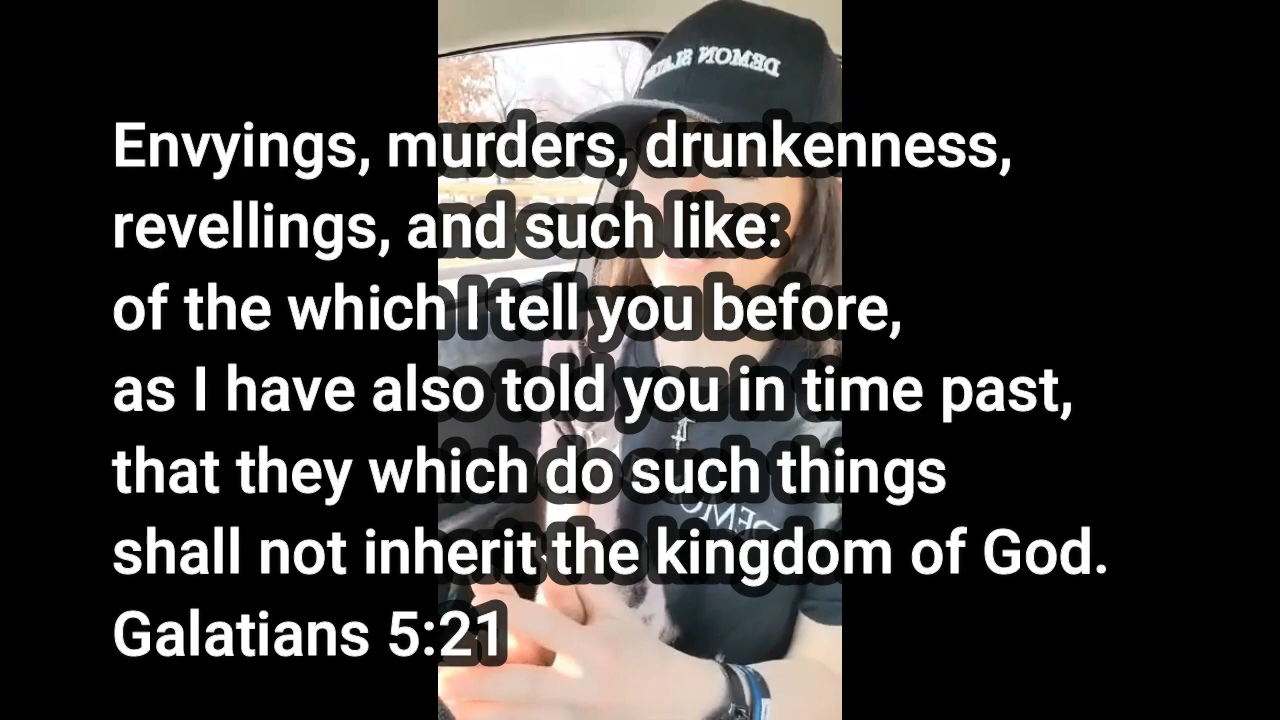 DEMON
Envyings, murders, drunkenness,
revellings, and such like:
of the which I tell you before,
as I have also told you in time past,
that they which do such things
shall not inherit the kingdom of God.
Galatians 5:21